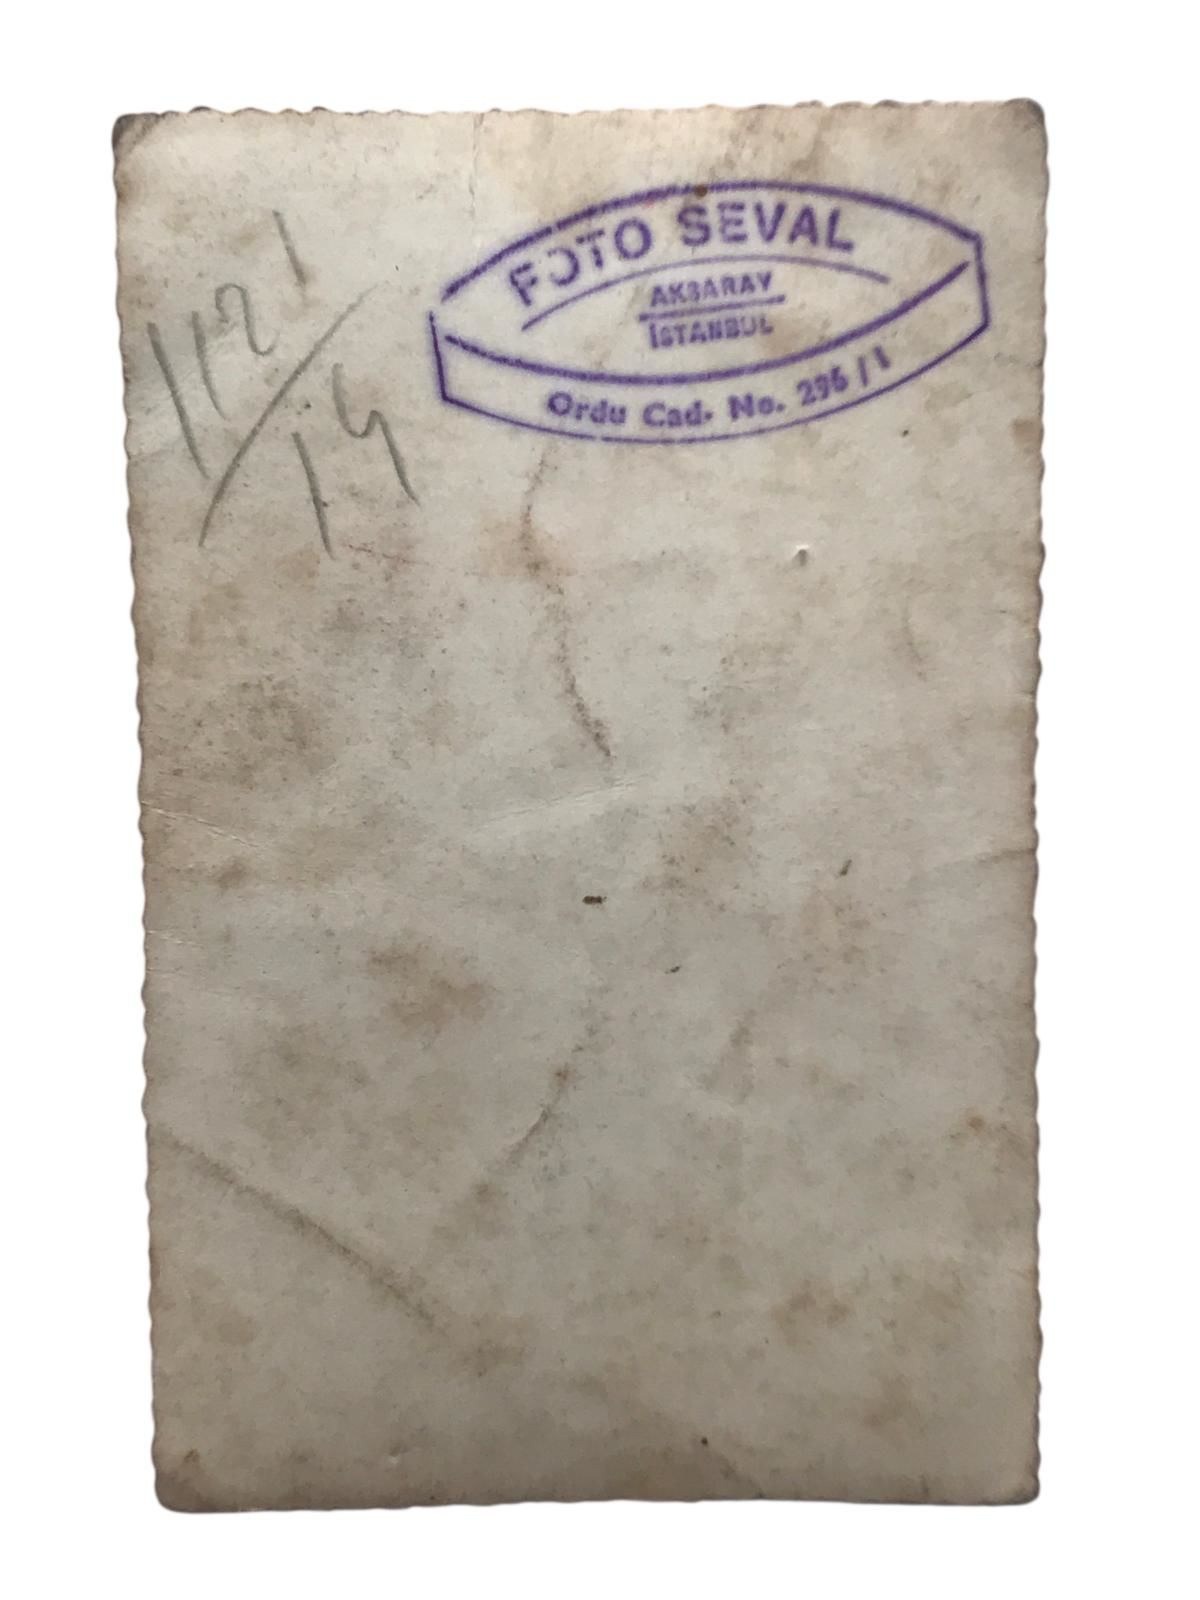 FOTO SEVAL
AKSARAY
İSTANBUL
Ordu Cad. No. 296/1